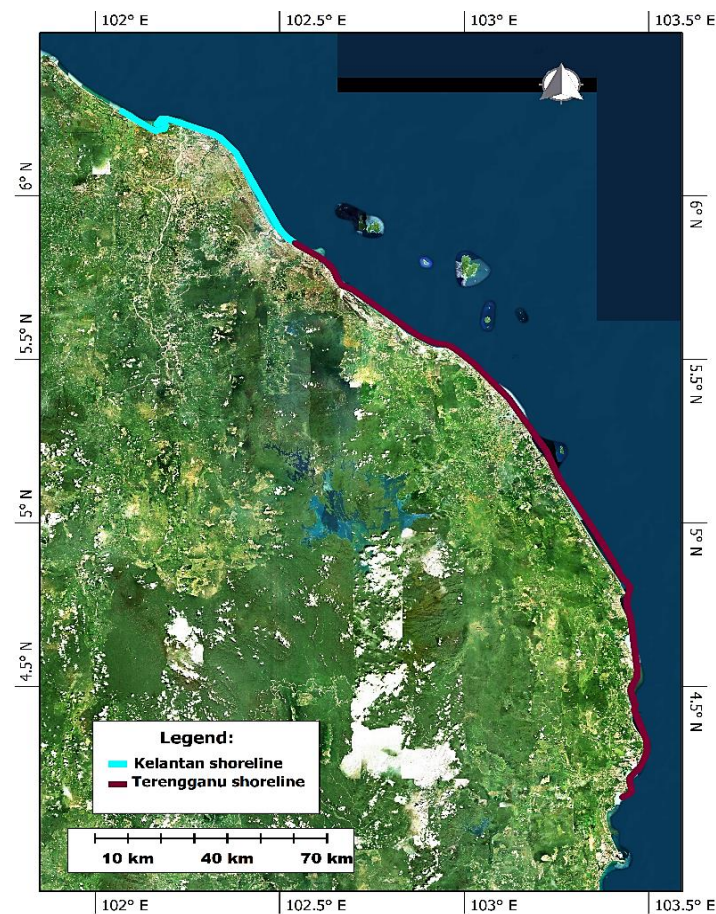 102° E 102.5° E 103° E 103.5° E
6° N 6° N
5.5° N 5.5° N
5° N 5° N
4.5° N 4.5° N
Legend:
Kelantan shoreline
Terengganu shoreline
10 km 40 km 70 km
102° E 102.5° E 103° E 103.5° E